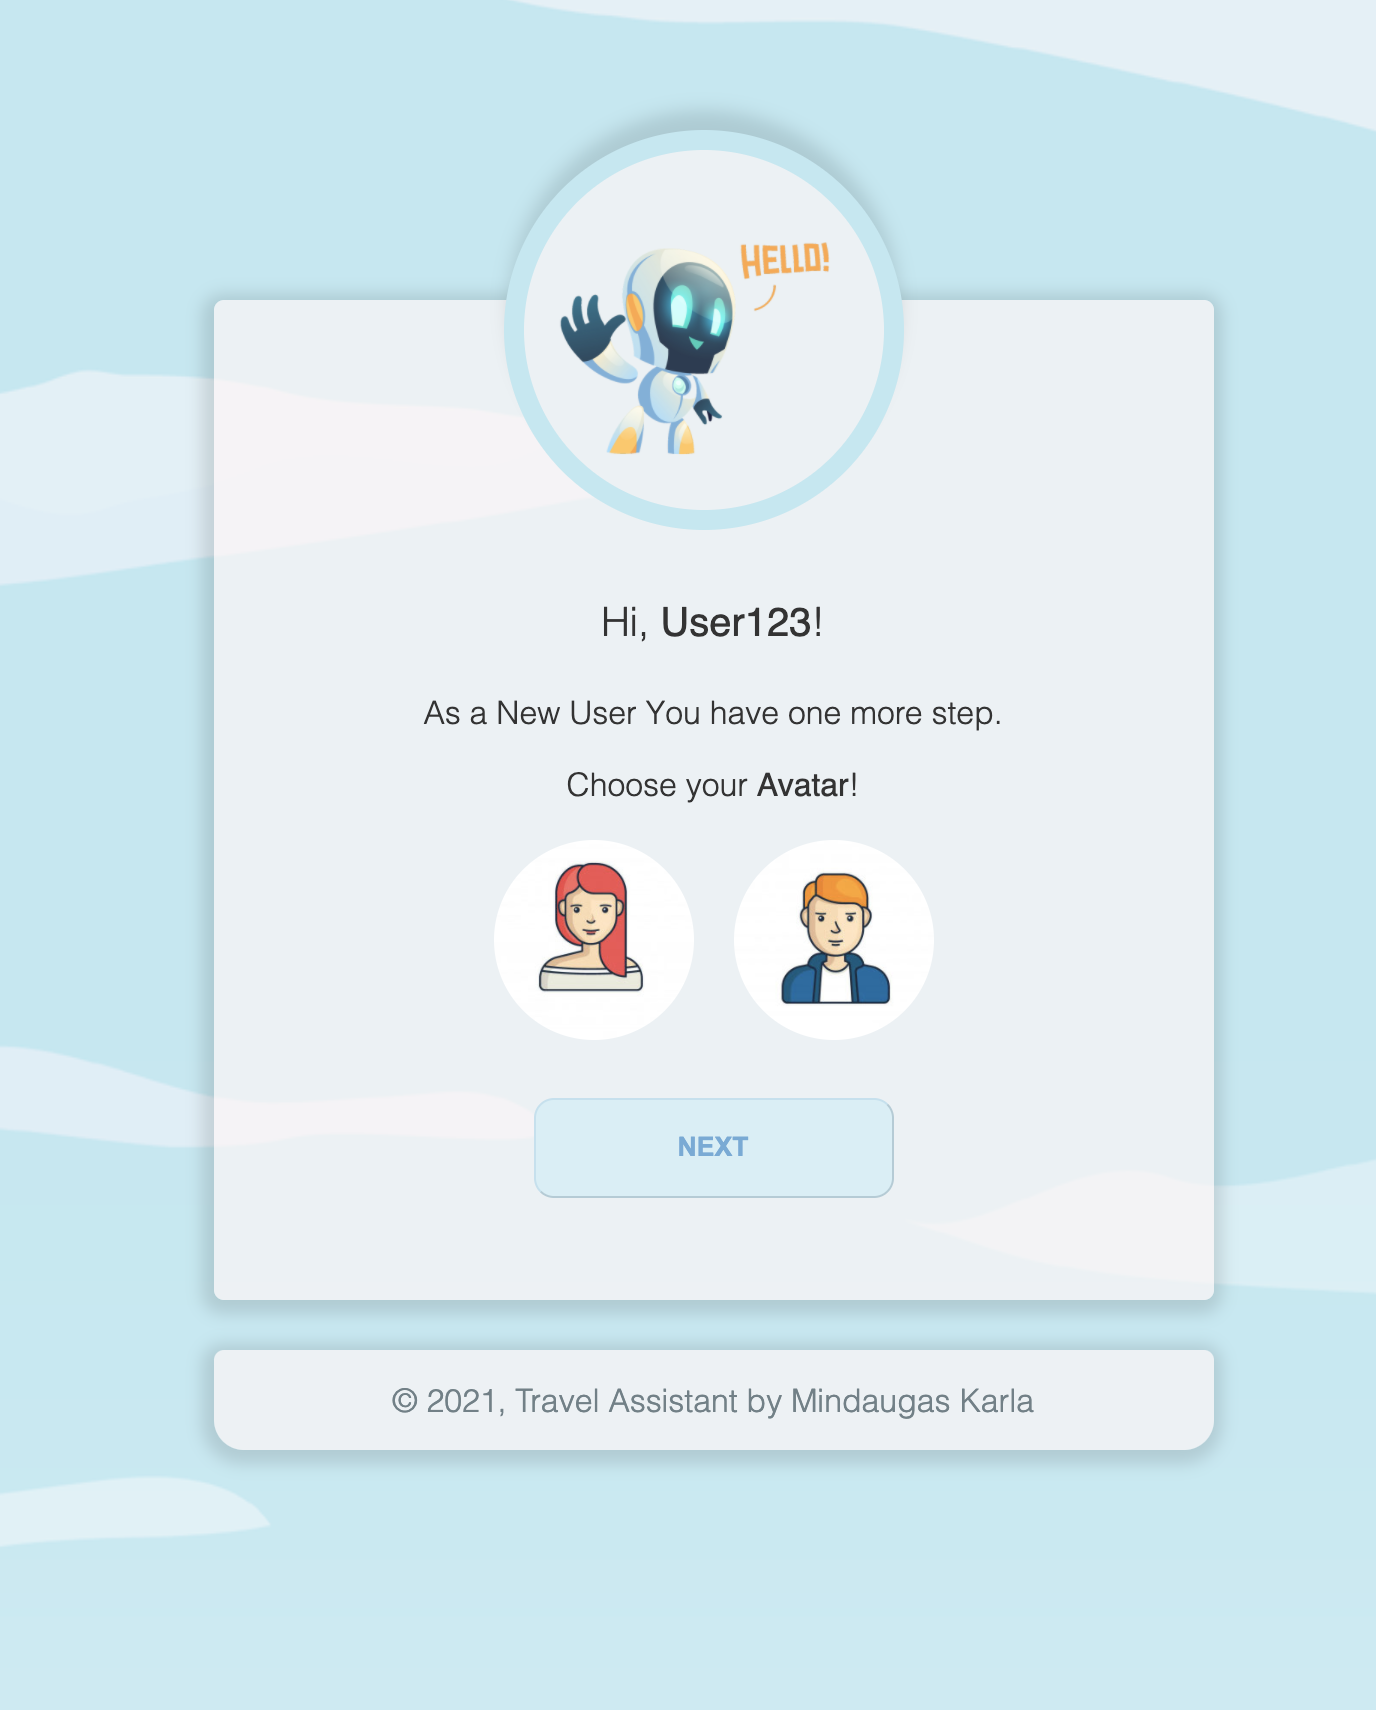 HELLO!
Hi, User123!
As a New User You have one more step.
Choose your Avatar!
NEXT
© 2021, Travel Assistant by Mindaugas Karla